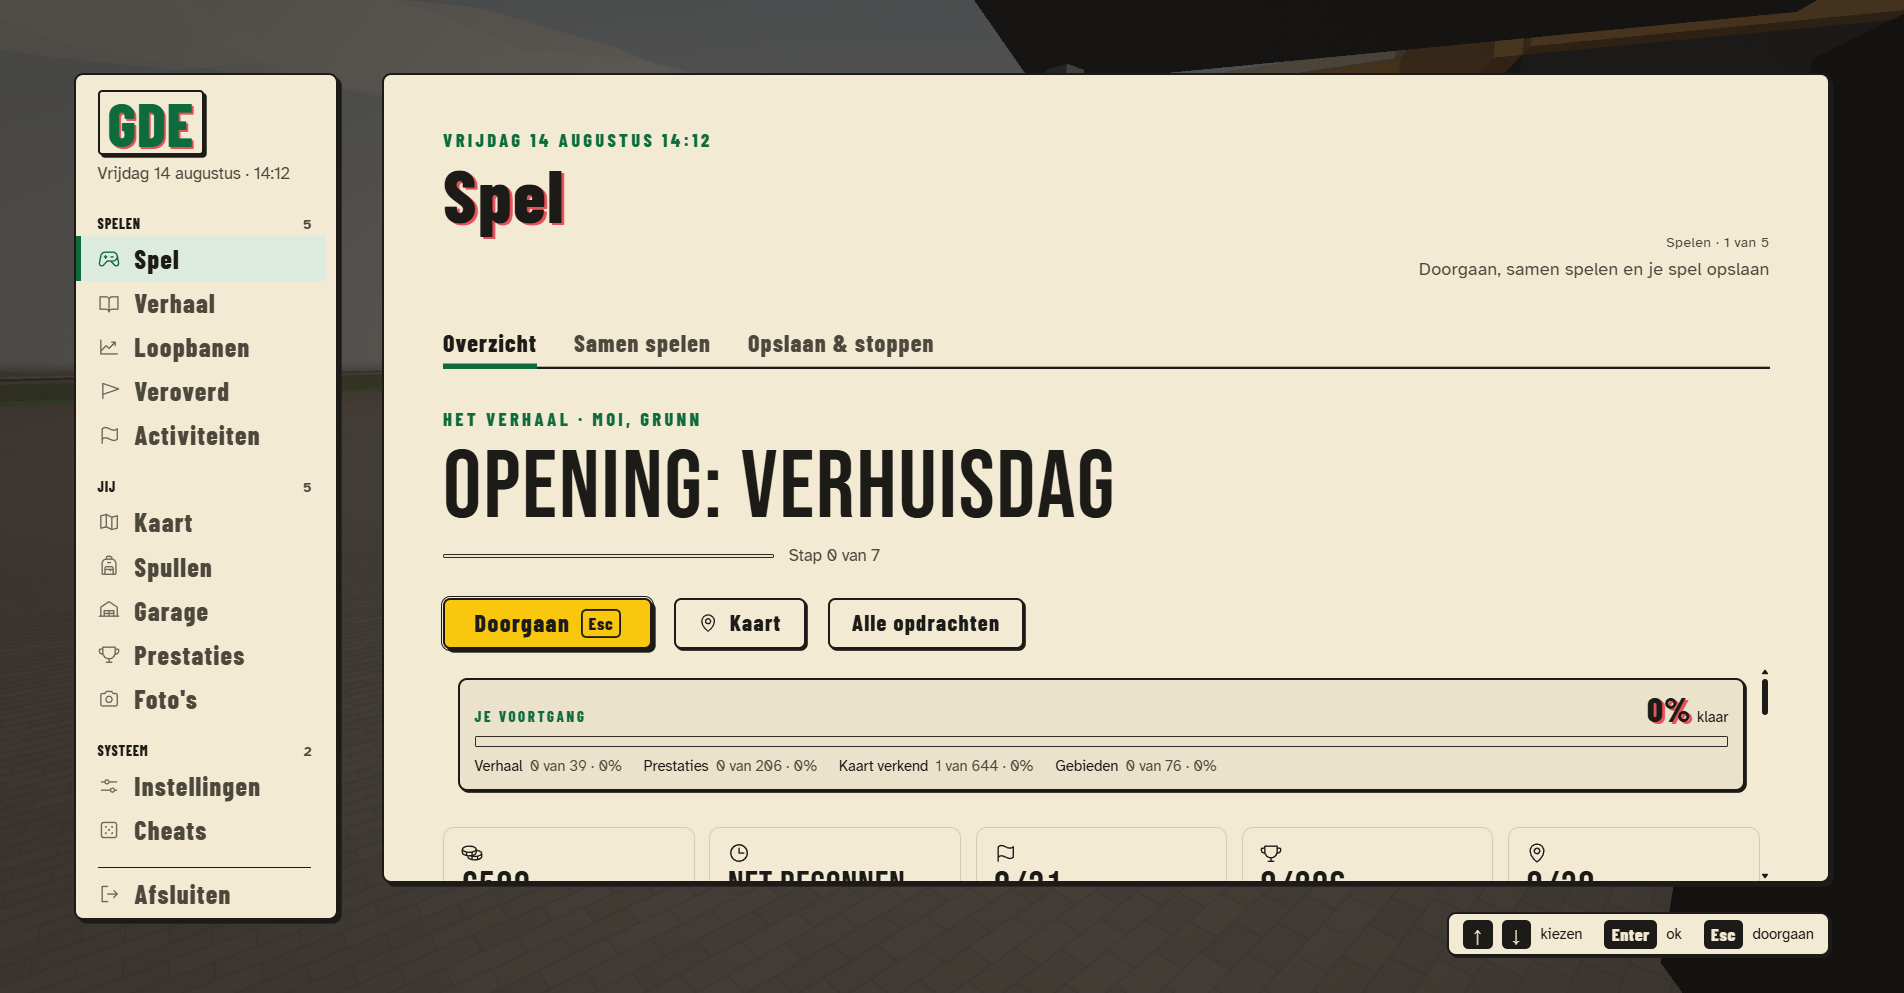 GDE
Vrijdag 14 augustus · 14:12
SPELEN 5
Spel
Verhaal
Loopbanen
Veroverd
Activiteiten
JIJ 5
Kaart
Spullen
Garage
Prestaties
Foto's
SYSTEEM 2
Instellingen
Cheats
Afsluiten
VRIJDAG 14 AUGUSTUS 14:12
Spel
Spelen · 1 van 5
Doorgaan, samen spelen en je spel opslaan
Overzicht Samen spelen Opslaan & stoppen
HET VERHAAL · MOI, GRUNN
OPENING: VERHUISDAG
Stap 0 van 7
Doorgaan Esc Kaart Alle opdrachten
JE VOORTGANG 0% klaar
Verhaal 0 van 39 · 0% Prestaties 0 van 206 · 0% Kaart verkend 1 van 644 · 0% Gebieden 0 van 76 · 0%
NET BEGONNEN
↑ ↓ kiezen Enter ok Esc doorgaan